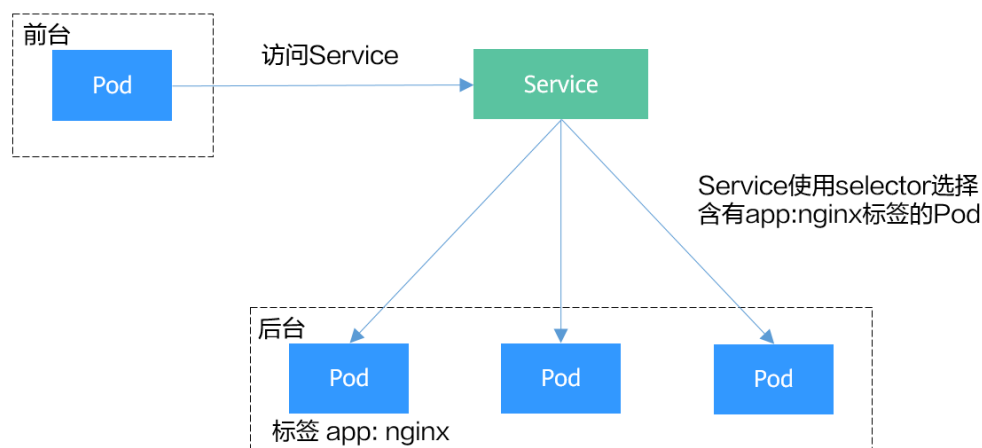 前台
Pod
访问Service
Service
Service使用selector选择
含有app:nginx标签的Pod
后台
Pod
Pod
Pod
标签 app: nginx